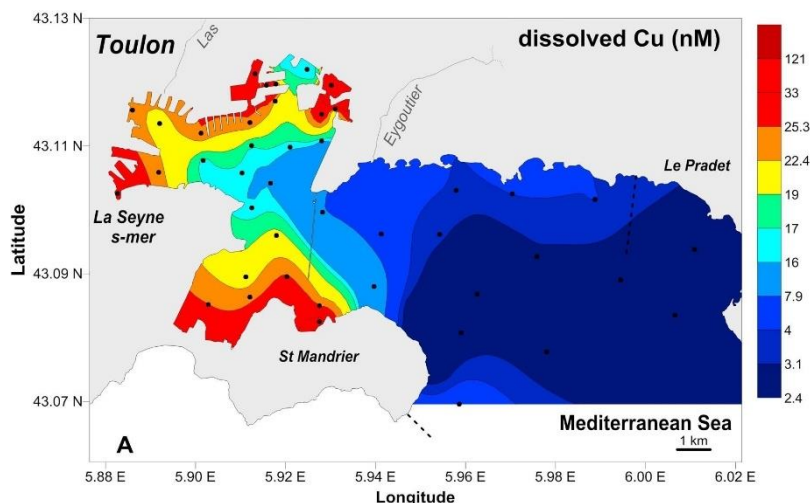 43.13 N
Toulon
Las
dissolved Cu (nM)
121
33
25.3
22.4
19
17
16
7.9
4
3.1
2.4
Eygoutier
43.11 N
Le Pradet
La Seyne
s-mer
Latitude
43.09 N
St Mandrier
43.07 N
A
Mediterranean Sea
1 km
5.88 E
5.90 E
5.92 E
5.94 E
5.96 E
5.98 E
6.00 E
6.02 E
Longitude